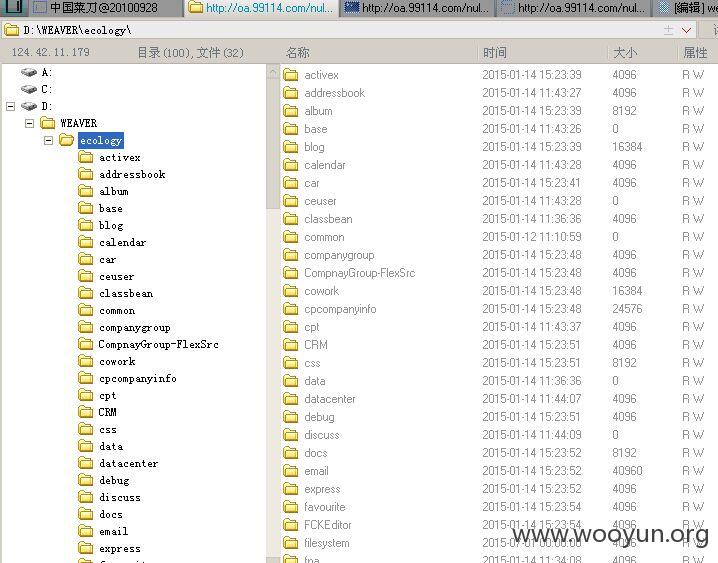 中国菜刀@20100928 http://oa.99114.com/nul... http://oa.99114.com/nul... http://oa.99114.com/nul... [编辑] we
D:\WEAVER\ecology\
124.42.11.179 目录(100),文件(32) 名称 时间 大小 属性
A:
C:
D:
WEAVER
ecology
activex
addressbook
album
base
blog
calendar
car
ceuser
classbean
common
companygroup
CompnayGroup-FlexSrc
cowork
cpcompanyinfo
cpt
CRM
css
data
datacenter
debug
discuss
docs
email
express
activex 2015-01-14 15:23:39 4096 R W
addressbook 2015-01-14 11:43:27 4096 R W
album 2015-01-14 15:23:39 8192 R W
base 2015-01-14 11:43:26 0 R W
blog 2015-01-14 15:23:39 16384 R W
calendar 2015-01-14 11:43:28 4096 R W
car 2015-01-14 15:23:41 4096 R W
ceuser 2015-01-14 11:43:28 0 R W
classbean 2015-01-14 11:36:36 4096 R W
common 2015-01-12 11:10:59 0 R W
companygroup 2015-01-14 15:23:48 4096 R W
CompnayGroup-FlexSrc 2015-01-14 15:23:48 4096 R W
cowork 2015-01-14 15:23:48 16384 R W
cpcompanyinfo 2015-01-14 15:23:48 24576 R W
cpt 2015-01-14 11:43:37 4096 R W
CRM 2015-01-14 15:23:51 4096 R W
css 2015-01-14 15:23:51 8192 R W
data 2015-01-14 11:36:36 0 R W
datacenter 2015-01-14 11:44:07 4096 R W
debug 2015-01-14 15:23:51 4096 R W
discuss 2015-01-14 11:44:09 0 R W
docs 2015-01-14 15:23:52 8192 R W
email 2015-01-14 15:23:52 40960 R W
express 2015-01-14 15:23:52 4096 R W
favourite 2015-01-14 15:23:52 4096 R W
FCKEditor 2015-01-14 15:23:54
filesystem
www.wooyun.org
2015-01-14 11:34:08 4096 R W